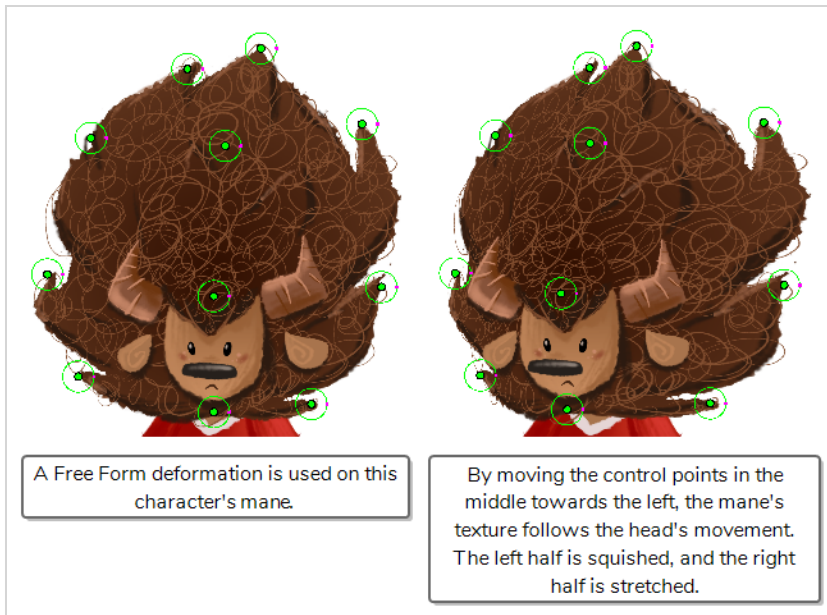 A Free Form deformation is used on this
character's mane.
By moving the control points in the
middle towards the left, the mane's
texture follows the head's movement.
The left half is squished, and the right
half is stretched.